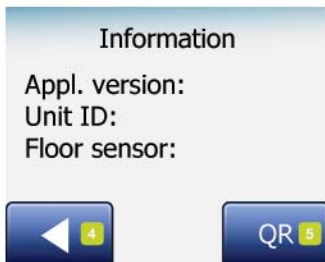 Information
Appl. version:
Unit ID:
Floor sensor:
4
QR 5